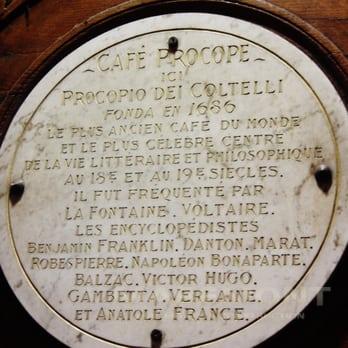 CAFÉ PROCOPE
ICI
PROCOPIO DEI COLTELLI
FONDA EN 1686
LE PLUS ANCIEN CAFÉ DU MONDE
ET LE PLUS CELEBRE CENTRE
DE LA VIE LITTÉRAIRE ET PHILOSOPHIQUE
AU 18E ET AU 19E SIECLES.
IL FUT FRÉQUENTÉ PAR
LA FONTAINE. VOLTAIRE.
LES ENCYCLOPÉDISTES
BENJAMIN FRANKLIN. DANTON. MARAT.
ROBESPIERRE. NAPOLÉON BONAPARTE.
BALZAC. VICTOR HUGO.
GAMBETTA. VERLAINE.
ET ANATOLE FRANCE.